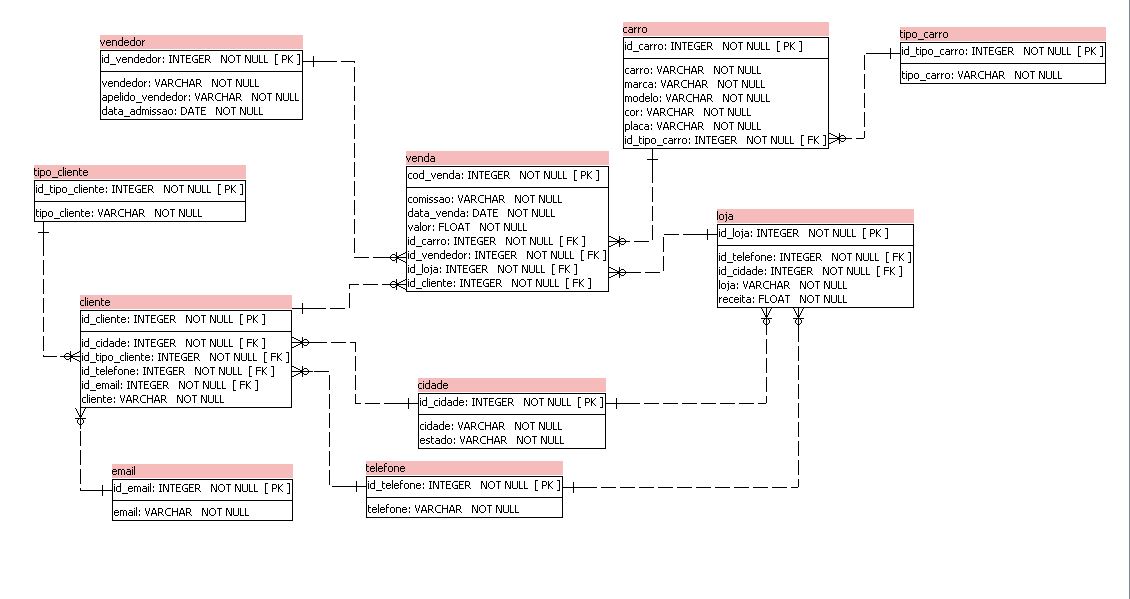 vendedor
id_vendedor: INTEGER NOT NULL [ PK ]
vendedor: VARCHAR NOT NULL
apelido_vendedor: VARCHAR NOT NULL
data_admissao: DATE NOT NULL
carro
id_carro: INTEGER NOT NULL [ PK ]
carro: VARCHAR NOT NULL
marca: VARCHAR NOT NULL
modelo: VARCHAR NOT NULL
cor: VARCHAR NOT NULL
placa: VARCHAR NOT NULL
id_tipo_carro: INTEGER NOT NULL [ FK ]
tipo_carro
id_tipo_carro: INTEGER NOT NULL [ PK ]
tipo_carro: VARCHAR NOT NULL
tipo_cliente
id_tipo_cliente: INTEGER NOT NULL [ PK ]
tipo_cliente: VARCHAR NOT NULL
venda
cod_venda: INTEGER NOT NULL [ PK ]
comissao: VARCHAR NOT NULL
data_venda: DATE NOT NULL
valor: FLOAT NOT NULL
id_carro: INTEGER NOT NULL [ FK ]
id_vendedor: INTEGER NOT NULL [ FK ]
id_loja: INTEGER NOT NULL [ FK ]
id_cliente: INTEGER NOT NULL [ FK ]
loja
id_loja: INTEGER NOT NULL [ PK ]
id_telefone: INTEGER NOT NULL [ FK ]
id_cidade: INTEGER NOT NULL [ FK ]
loja: VARCHAR NOT NULL
receita: FLOAT NOT NULL
cliente
id_cliente: INTEGER NOT NULL [ PK ]
id_cidade: INTEGER NOT NULL [ FK ]
id_tipo_cliente: INTEGER NOT NULL [ FK ]
id_telefone: INTEGER NOT NULL [ FK ]
id_email: INTEGER NOT NULL [ FK ]
cliente: VARCHAR NOT NULL
cidade
id_cidade: INTEGER NOT NULL [ PK ]
cidade: VARCHAR NOT NULL
estado: VARCHAR NOT NULL
email
id_email: INTEGER NOT NULL [ PK ]
email: VARCHAR NOT NULL
telefone
id_telefone: INTEGER NOT NULL [ PK ]
telefone: VARCHAR NOT NULL